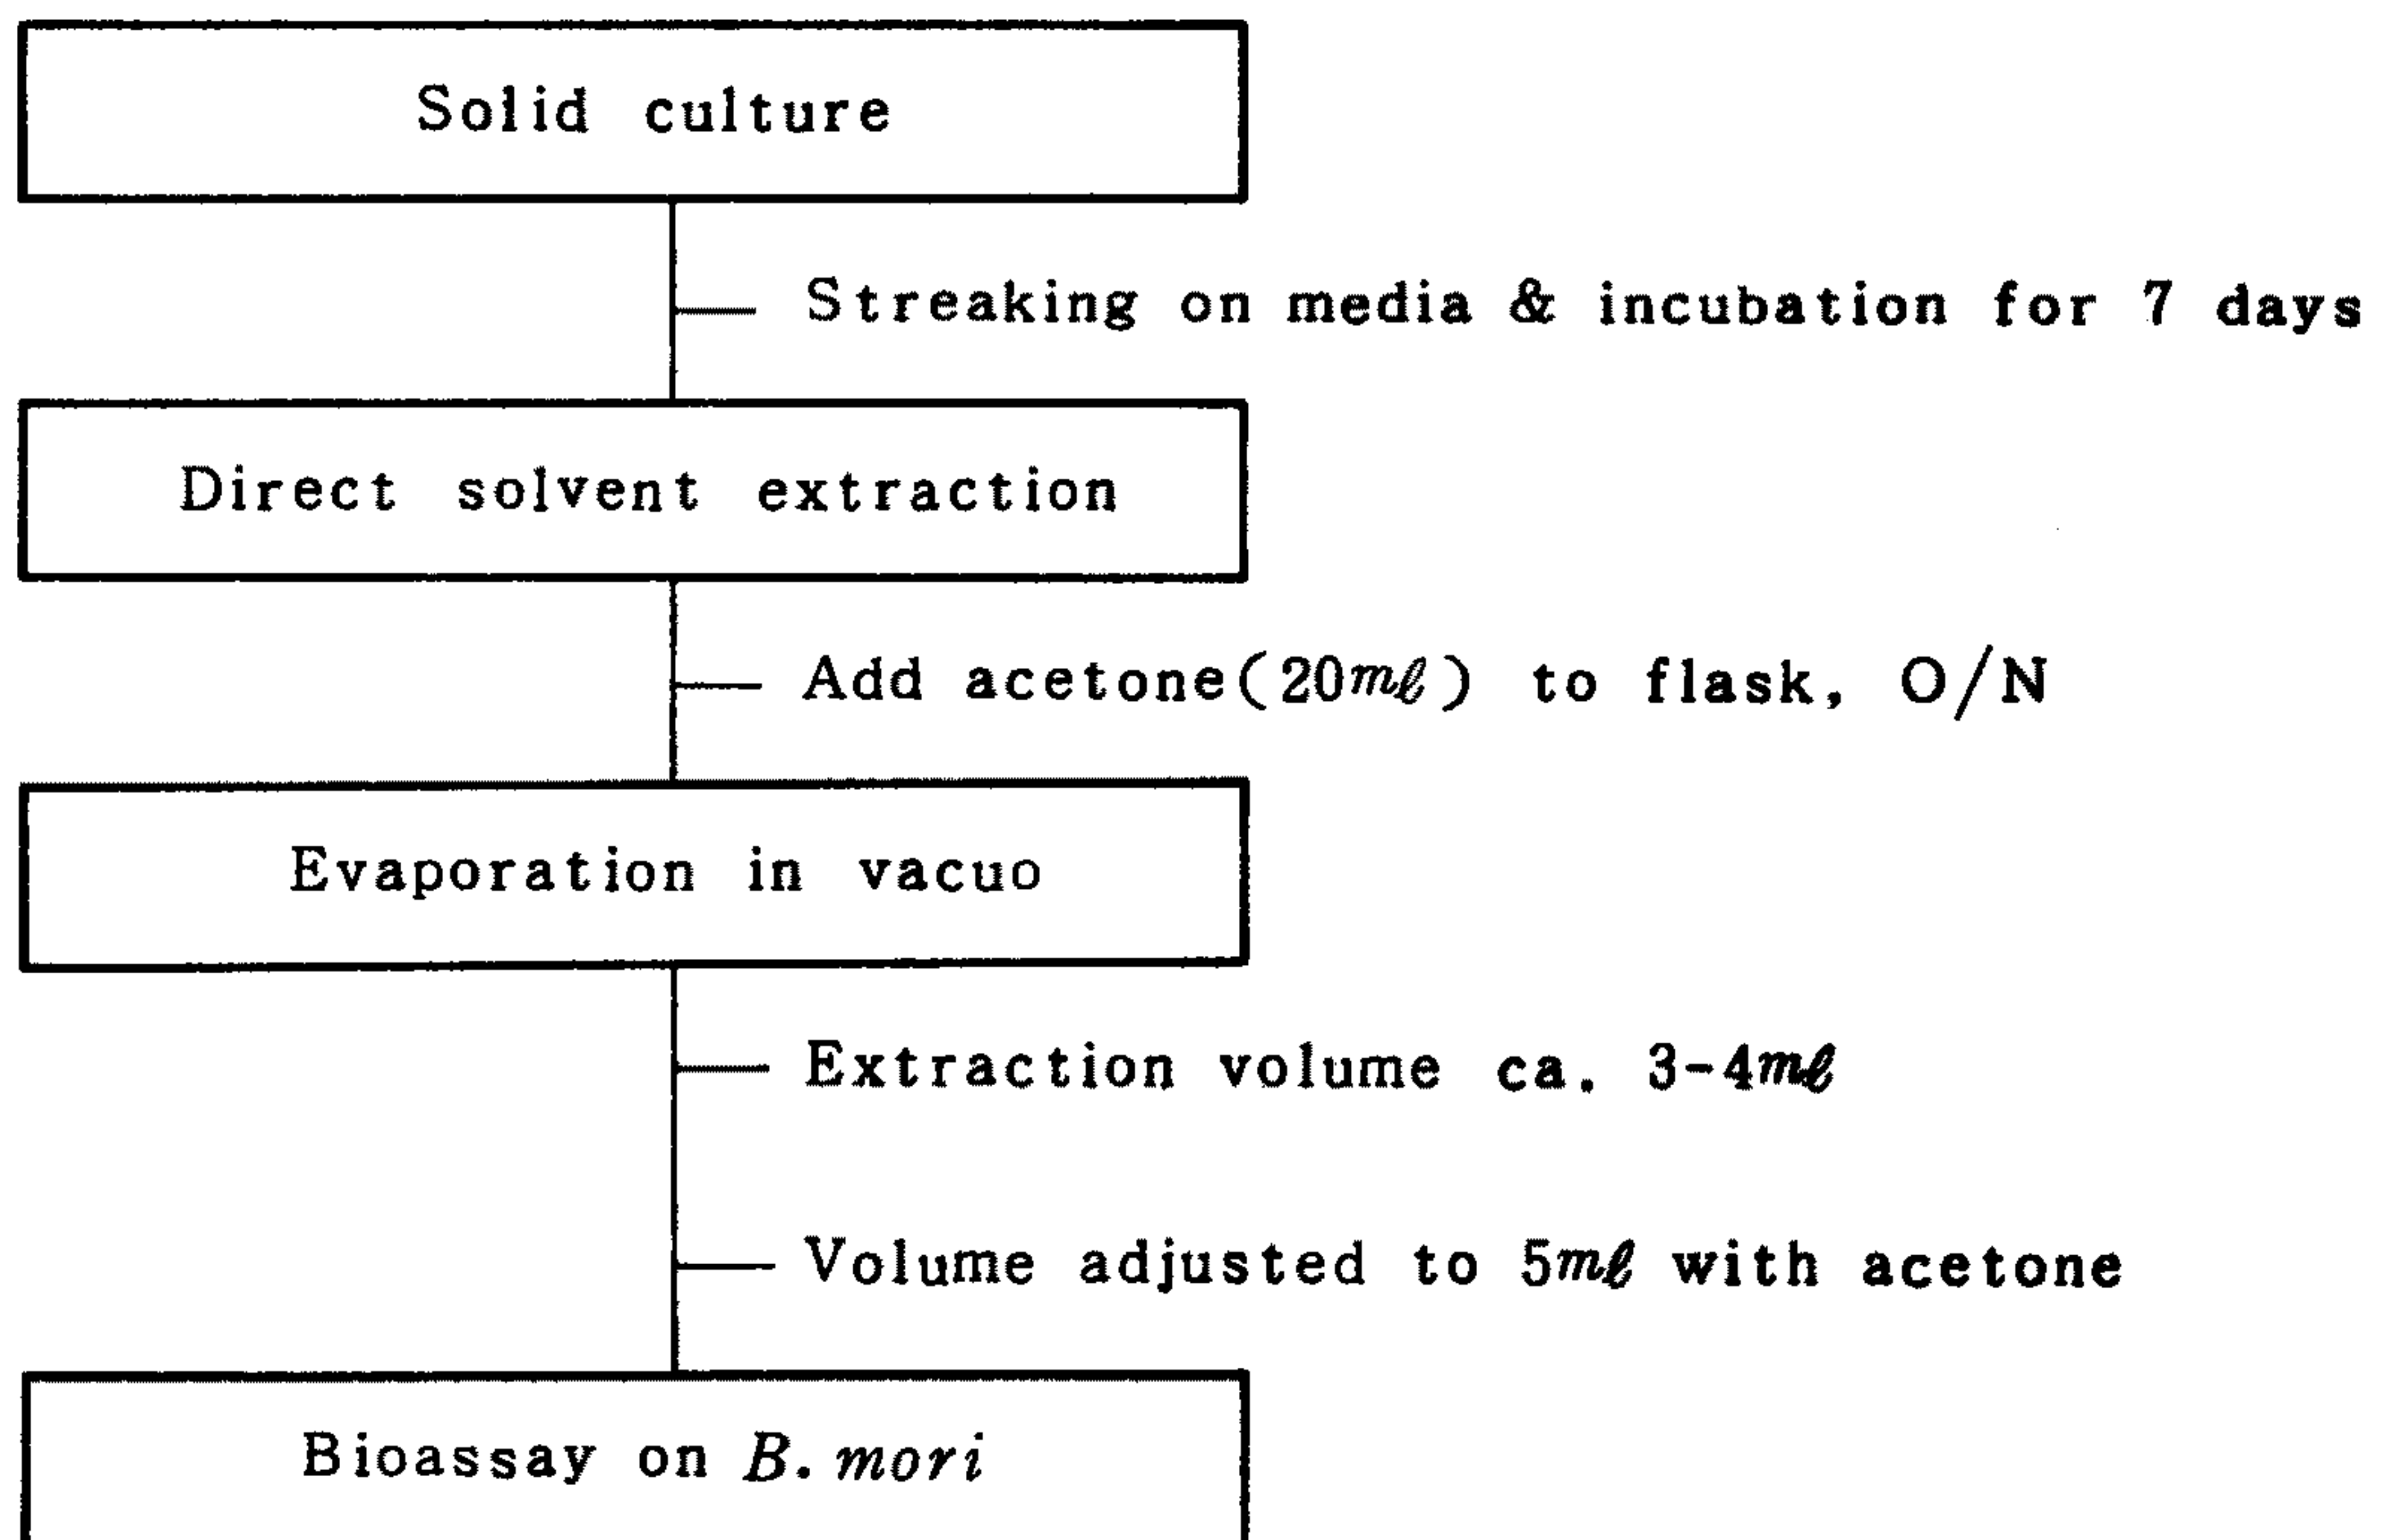 Solid culture
Streaking on media & incubation for 7 days
Direct solvent extraction
Add acetone(20mℓ) to flask, O/N
Evaporation in vacuo
Extraction volume ca. 3-4mℓ
Volume adjusted to 5mℓ with acetone
Bioassay on B. mori